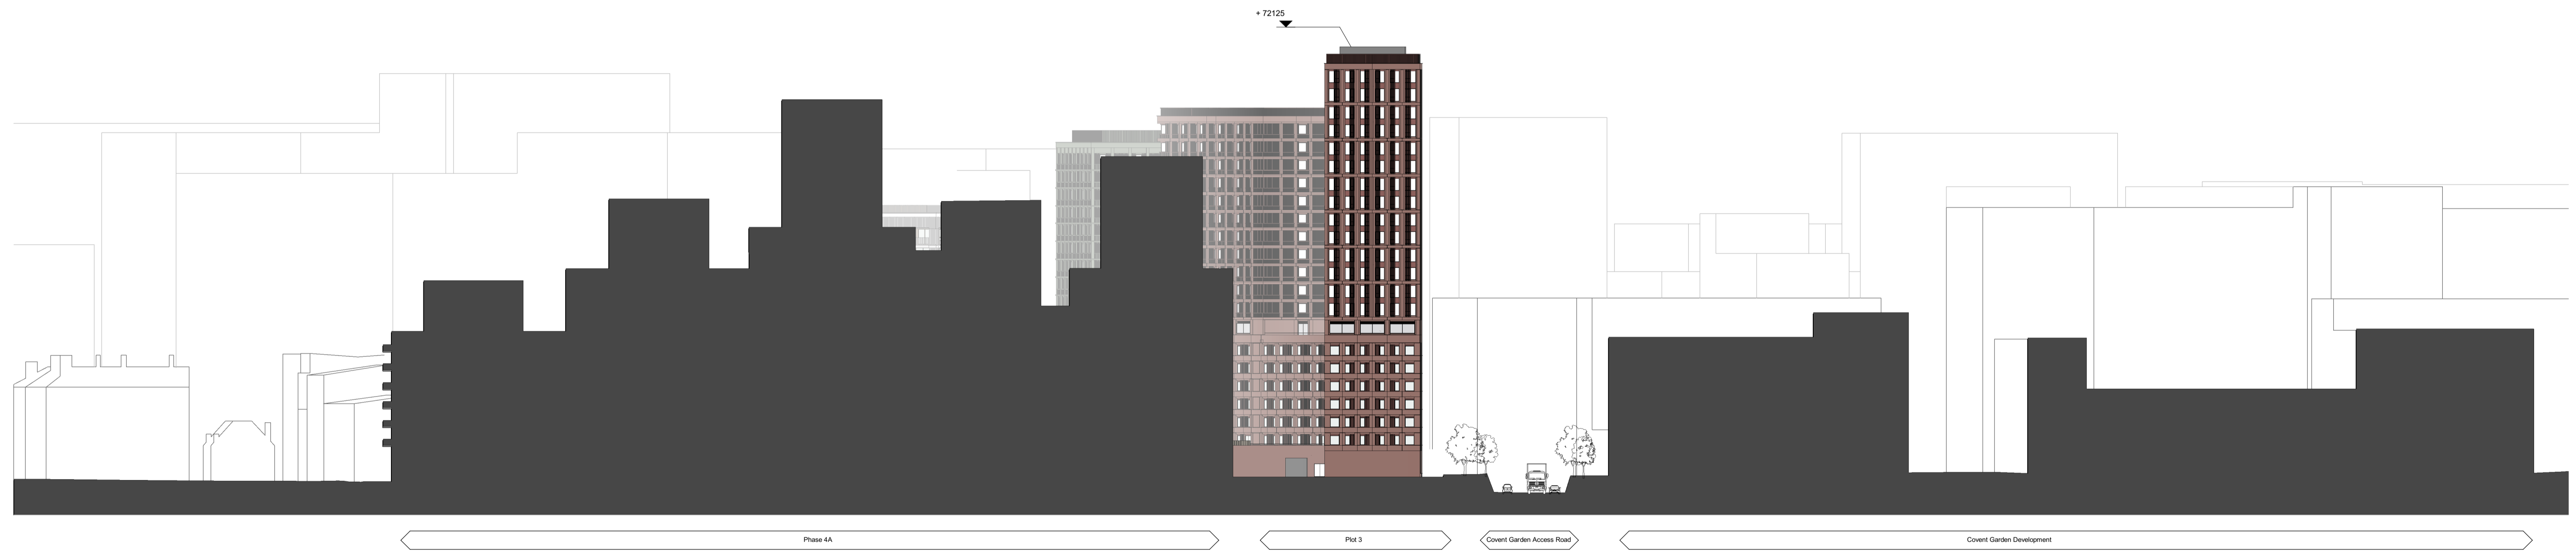 + 72125
Phase 4A
Plot 3
Covent Garden Access Road
Covent Garden Development